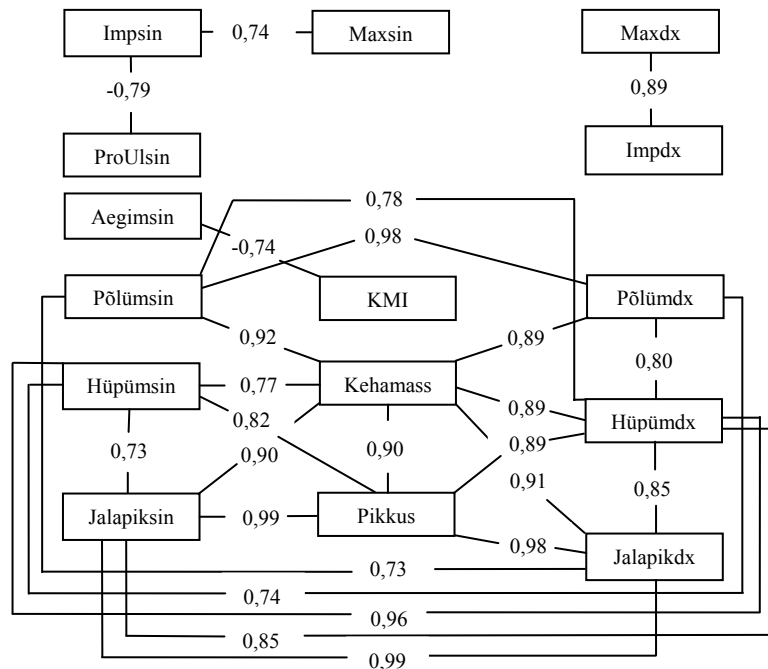 Impsin 0,74 Maxsin Maxdx
-0,79 0,89
ProUlsin Impdx
Aegimsin 0,78
-0,74 0,98
Põlümsin KMI Põlümdx
0,92 0,89 0,80
Hüpümsin 0,77 Kehamass 0,89 Hüpümdx
0,82
0,73 0,90 0,90 0,89
0,91 0,85
Jalapiksin 0,99 Pikkus 0,98 Jalapikdx
0,73
0,74
0,96
0,85
0,99